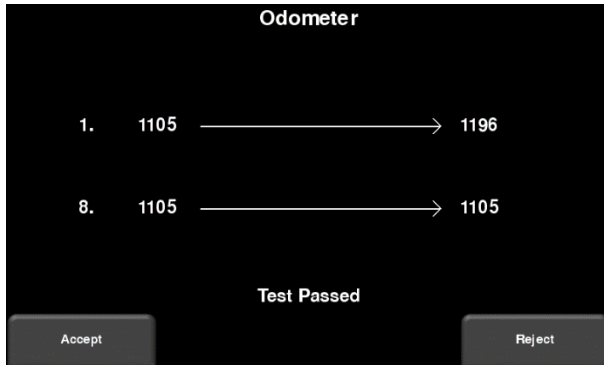 Odometer
1. 1105 1196
8. 1105 1105
Test Passed
Accept Reject